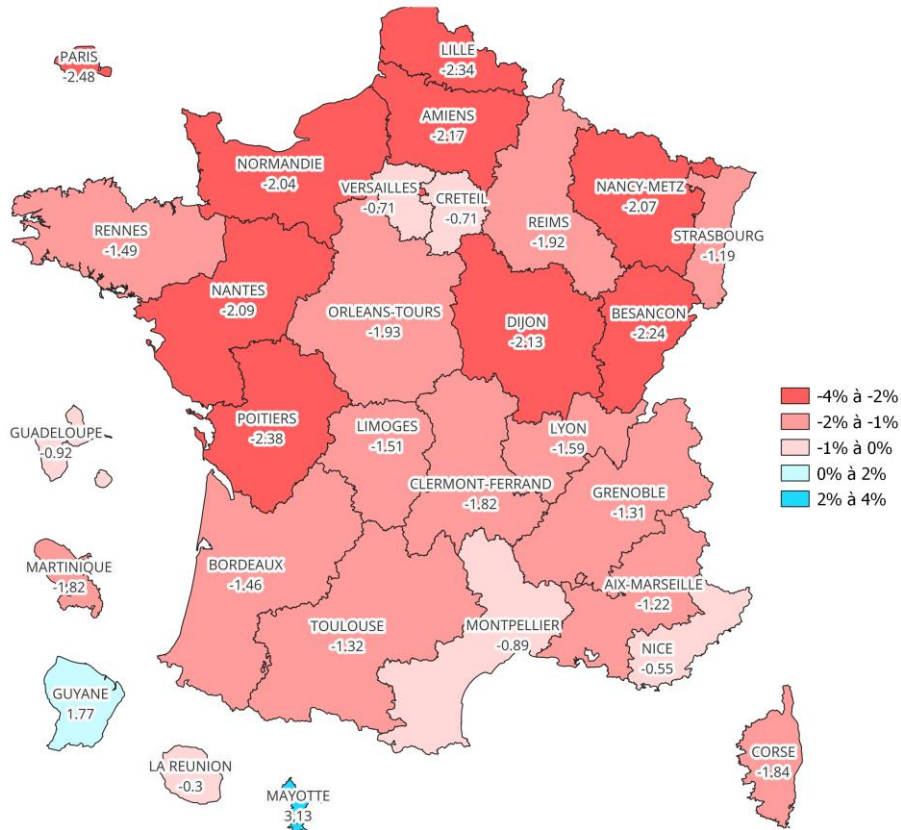 PARIS
-2.48
LILLE
-2.34
AMIENS
-2.17
NORMANDIE
-2.04
VERSAILLES
-0.71
CRETEIL
-0.71
REIMS
-1.92
NANCY-METZ
-2.07
STRASBOURG
-1.19
RENNES
-1.49
NANTES
-2.09
ORLEANS-TOURS
-1.93
DIJON
-2.13
BESANCON
-2.24
POITIERS
-2.38
LIMOGES
-1.51
LYON
-1.59
CLERMONT-FERRAND
-1.82
GRENOBLE
-1.31
GUADELOUPE
-0.92
-4% à -2%
-2% à -1%
-1% à 0%
0% à 2%
2% à 4%
MARTINIQUE
-1.82
BORDEAUX
-1.46
AIX-MARSEILLE
-1.22
TOULOUSE
-1.32
MONTPELLIER
-0.89
NICE
-0.55
GUYANE
1.77
LA REUNION
-0.3
MAYOTTE
3.13
CORSE
-1.84